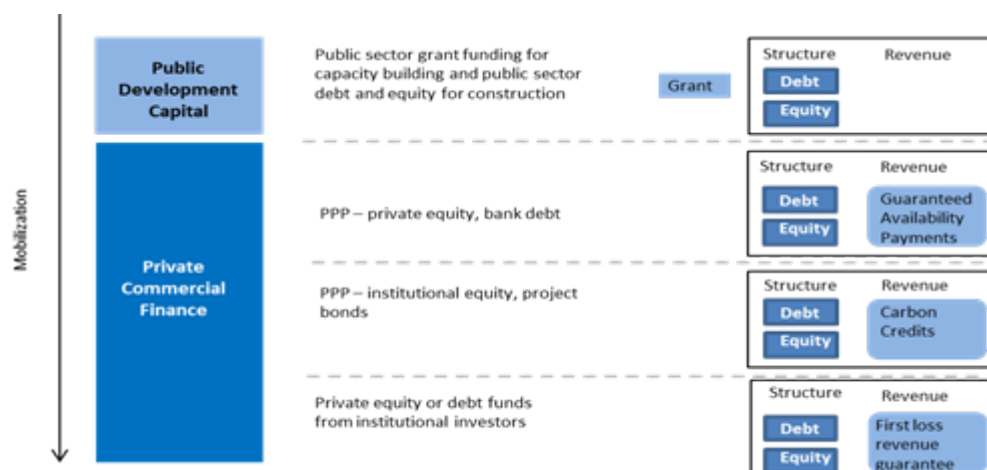 Mobilization
Public
Development
Capital
Public sector grant funding for
capacity building and public sector
debt and equity for construction
Grant
Structure Revenue
Debt
Equity
Private
Commercial
Finance
PPP – private equity, bank debt
Structure Revenue
Debt
Equity
Guaranteed
Availability
Payments
PPP – institutional equity, project
bonds
Structure Revenue
Debt
Equity
Carbon
Credits
Private equity or debt funds
from institutional investors
Structure Revenue
Debt
Equity
First loss
revenue
guarantee